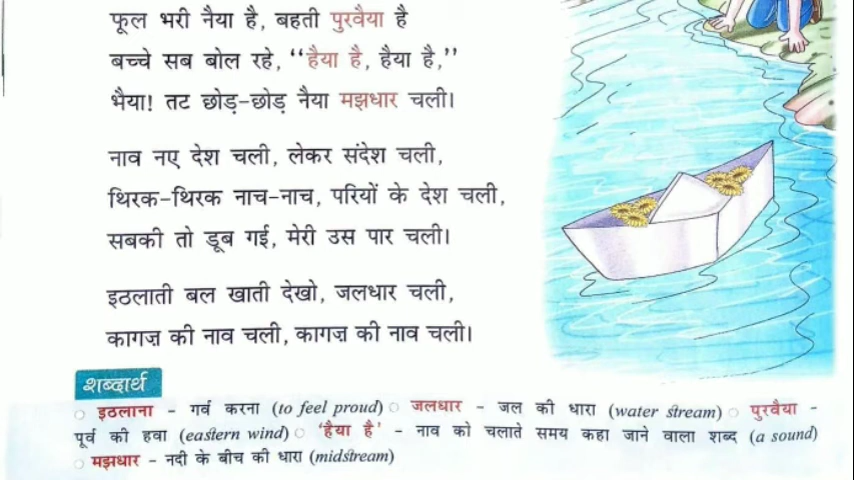 फूल भरी नैया है, बहती पुरवैया है
बच्चे सब बोल रहे, “हैया है, हैया है,”
भैया! तट छोड़-छोड़ नैया मझधार चली।
नाव नए देश चली, लेकर संदेश चली,
थिरक-थिरक नाच-नाच, परियों के देश चली,
सबकी तो डूब गई, मेरी उस पार चली।
इठलाती बल खाती देखो, जलधार चली,
कागज़ की नाव चली, कागज़ की नाव चली।
शब्दार्थ
○ इठलाना - गर्व करना (to feel proud) ○ जलधार - जल की धारा (water stream) ○ पुरवैया -
पूर्व की हवा (eastern wind) ○ ‘हैया है’ - नाव को चलाते समय कहा जाने वाला शब्द (a sound)
○ मझधार - नदी के बीच की धारा (midstream)